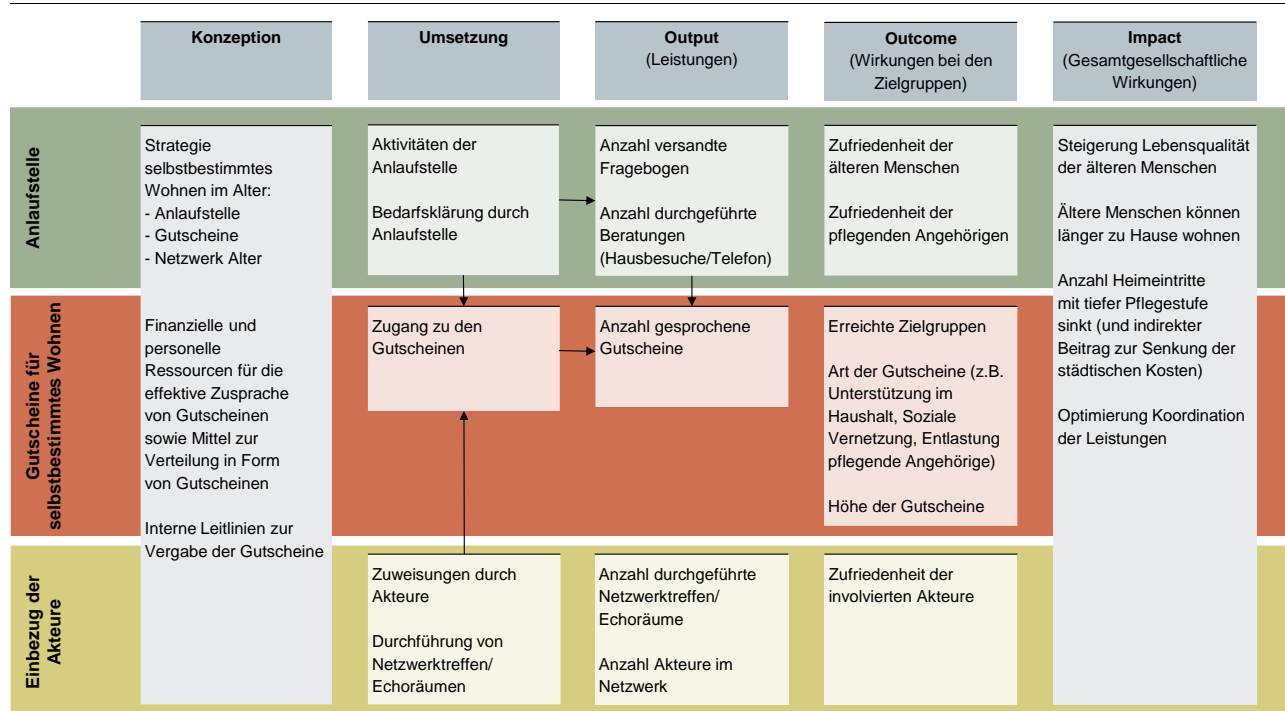 Konzeption
Umsetzung
Output
(Leistungen)
Outcome
(Wirkungen bei den
Zielgruppen)
Impact
(Gesamtgesellschaftliche
Wirkungen)
Anlaufstelle
Strategie
selbstbestimmtes
Wohnen im Alter:
- Anlaufstelle
- Gutscheine
- Netzwerk Alter
Finanzielle und
personelle
Ressourcen für die
effektive Zusprache
von Gutscheinen
sowie Mittel zur
Verteilung in Form
von Gutscheinen
Interne Leitlinien zur
Vergabe der Gutscheine
Aktivitäten der
Anlaufstelle
Bedarfsklärung durch
Anlaufstelle
Anzahl versandte
Fragebogen
Anzahl durchgeführte
Beratungen
(Hausbesuche/Telefon)
Zufriedenheit der
älteren Menschen
Zufriedenheit der
pflegenden Angehörigen
Steigerung Lebensqualität
der älteren Menschen
Ältere Menschen können
länger zu Hause wohnen
Anzahl Heimeintritte
mit tiefer Pflegestufe
sinkt (und indirekter
Beitrag zur Senkung der
städtischen Kosten)
Optimierung Koordination
der Leistungen
Gutscheine für
selbstbestimmtes Wohnen
Zugang zu den
Gutscheinen
Anzahl gesprochene
Gutscheine
Erreichte Zielgruppen
Art der Gutscheine (z.B.
Unterstützung im
Haushalt, Soziale
Vernetzung, Entlastung
pflegende Angehörige)
Höhe der Gutscheine
Einbezug der
Akteure
Zuweisungen durch
Akteure
Durchführung von
Netzwerktreffen/
Echoräumen
Anzahl durchgeführte
Netzwerktreffen/
Echoräume
Anzahl Akteure im
Netzwerk
Zufriedenheit der
involvierten Akteure